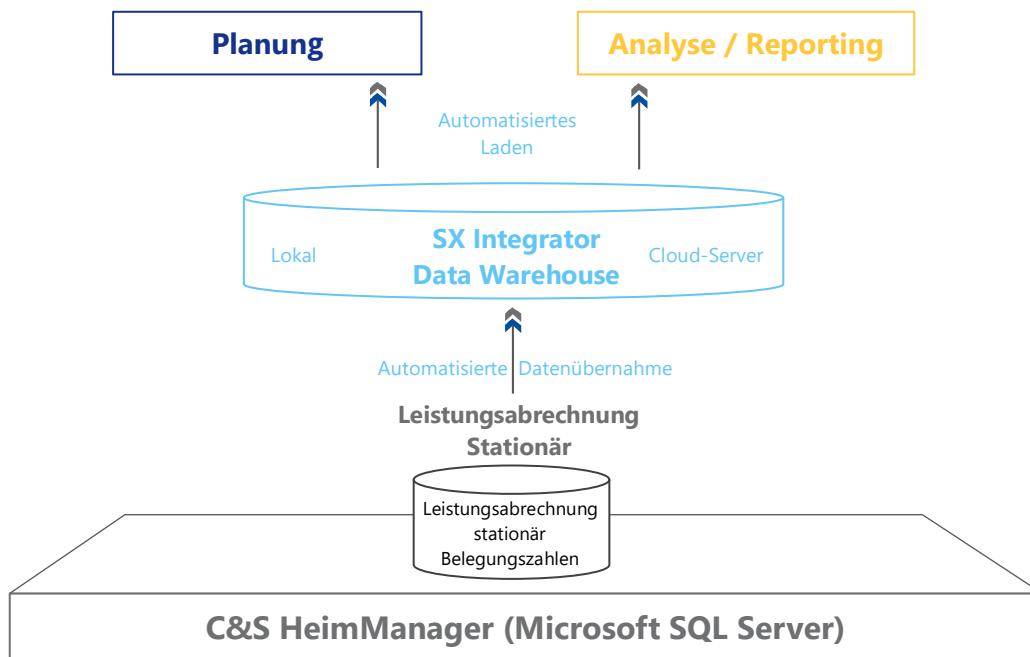 Planung
Analyse / Reporting
Automatisiertes
Laden
SX Integrator
Data Warehouse
Lokal
Cloud-Server
Automatisierte Datenübernahme
Leistungsabrechnung
Stationär
Leistungsabrechnung
stationär
Belegungszahlen
C&S HeimManager (Microsoft SQL Server)